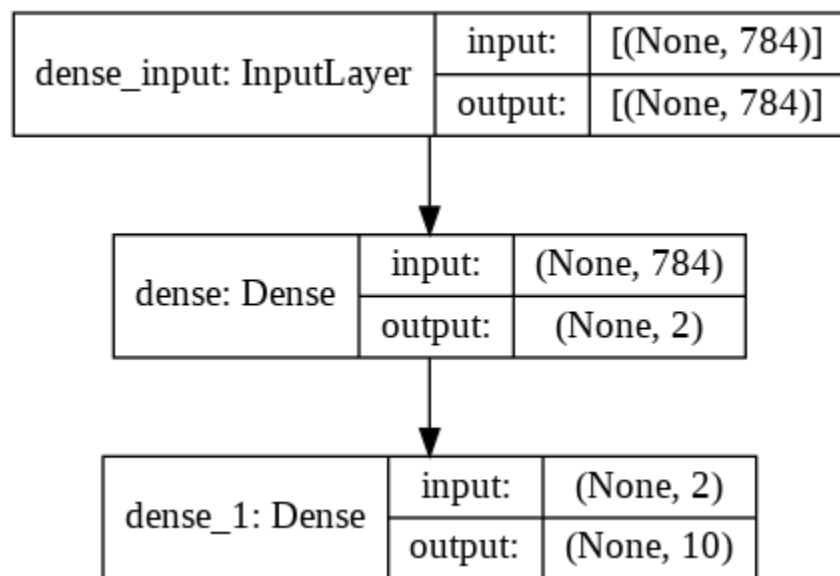 dense_input: InputLayer
input:
[(None, 784)]
output:
[(None, 784)]
dense: Dense
input:
(None, 784)
output:
(None, 2)
dense_1: Dense
input:
(None, 2)
output:
(None, 10)